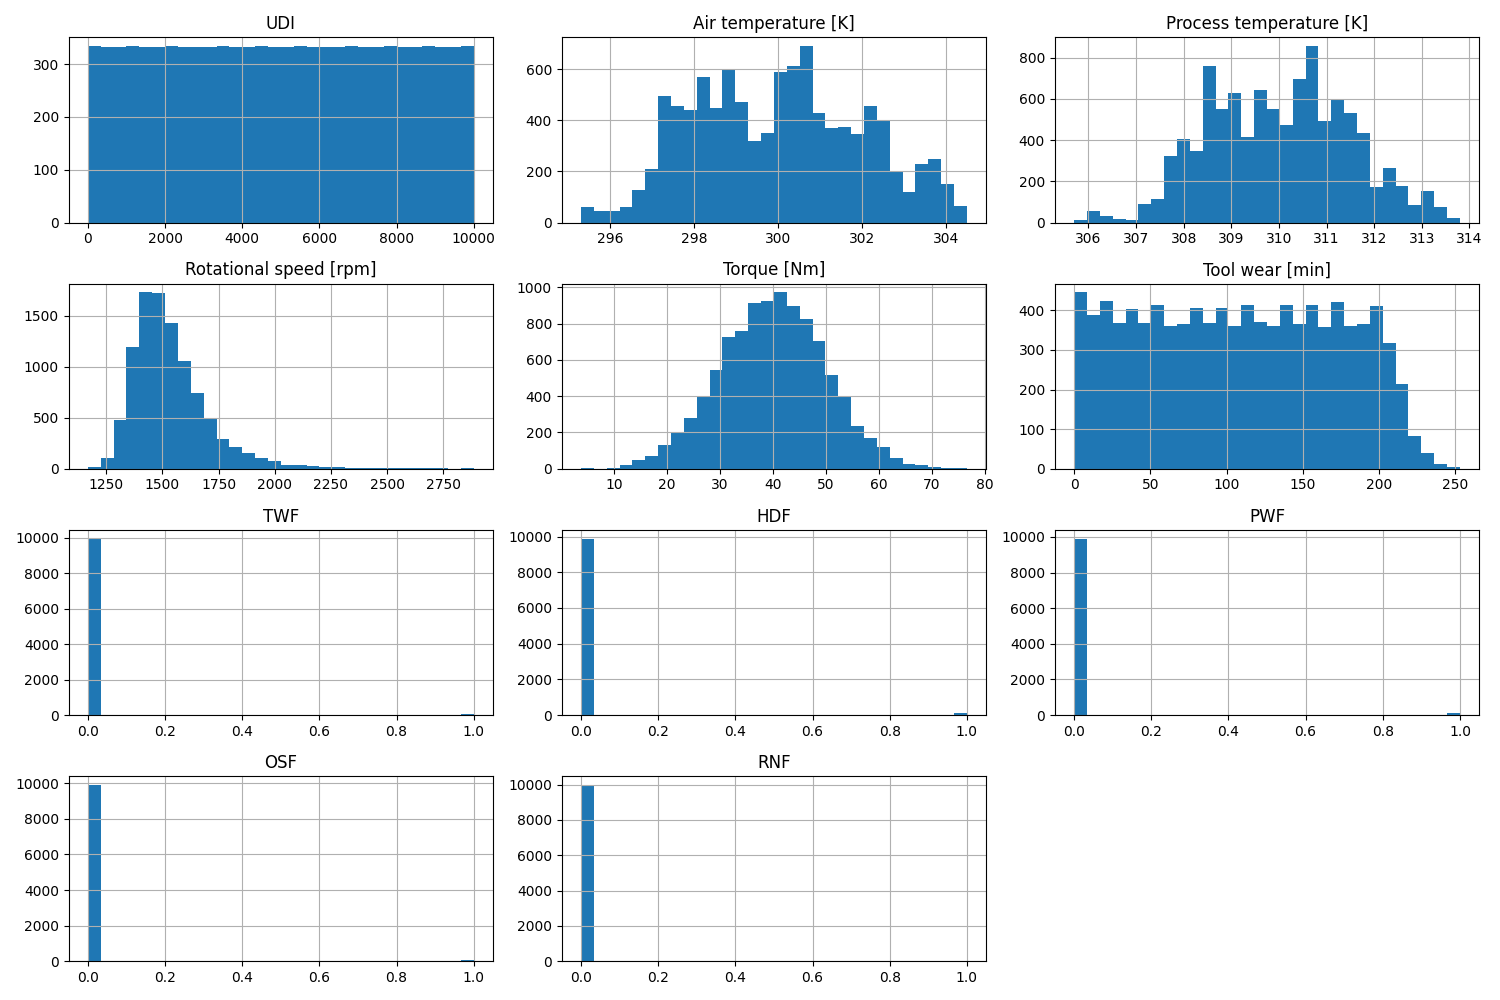 UDI
300
200
100
0
0 2000 4000 6000 8000 10000
Air temperature [K]
600
400
200
0
296 298 300 302 304
Process temperature [K]
800
600
400
200
0
306 307 308 309 310 311 312 313 314
Rotational speed [rpm]
1500
1000
500
0
1250 1500 1750 2000 2250 2500 2750
Torque [Nm]
1000
800
600
400
200
0
10 20 30 40 50 60 70 80
Tool wear [min]
400
300
200
100
0
0 50 100 150 200 250
TWF
10000
8000
6000
4000
2000
0
0.0 0.2 0.4 0.6 0.8 1.0
HDF
10000
8000
6000
4000
2000
0
0.0 0.2 0.4 0.6 0.8 1.0
PWF
10000
8000
6000
4000
2000
0
0.0 0.2 0.4 0.6 0.8 1.0
OSF
10000
8000
6000
4000
2000
0
0.0 0.2 0.4 0.6 0.8 1.0
RNF
10000
8000
6000
4000
2000
0
0.0 0.2 0.4 0.6 0.8 1.0